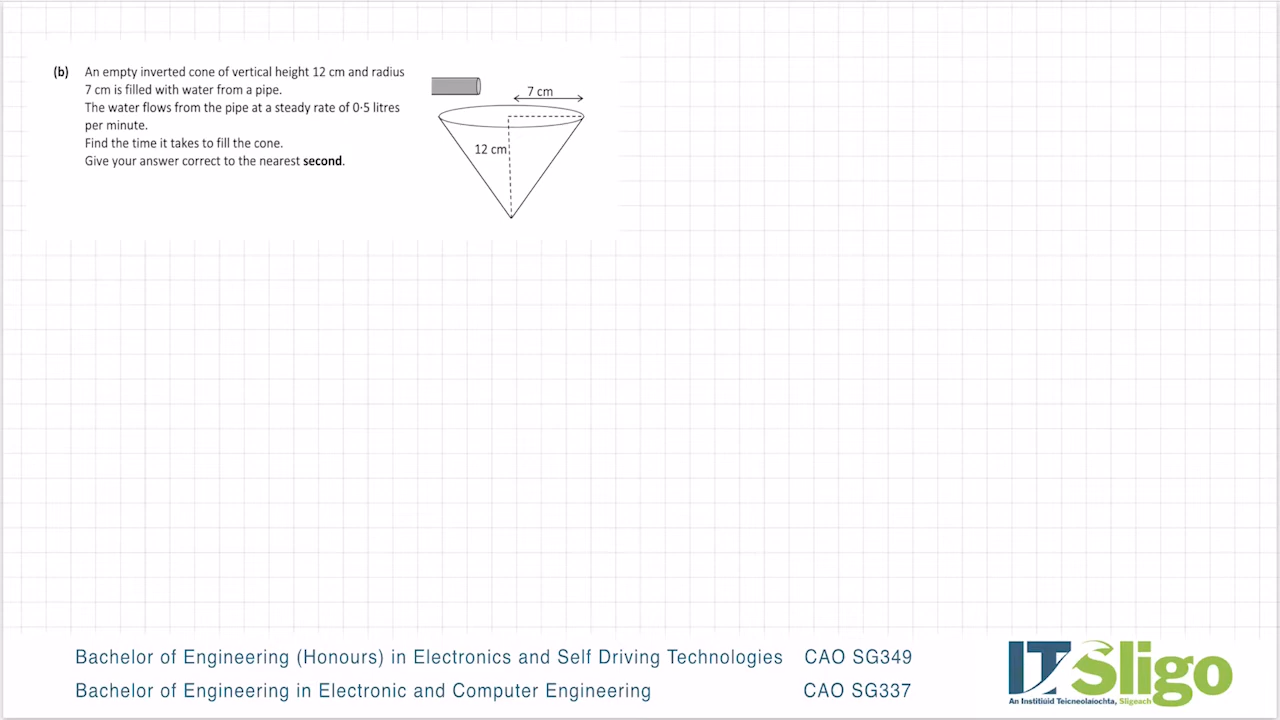 (b) An empty inverted cone of vertical height 12 cm and radius
7 cm is filled with water from a pipe.
The water flows from the pipe at a steady rate of 0·5 litres
per minute.
Find the time it takes to fill the cone.
Give your answer correct to the nearest second.
7 cm
12 cm
Bachelor of Engineering (Honours) in Electronics and Self Driving Technologies CAO SG349
Bachelor of Engineering in Electronic and Computer Engineering CAO SG337
IT Sligo
An Institiúid Teicneolaíochta, Sligeach